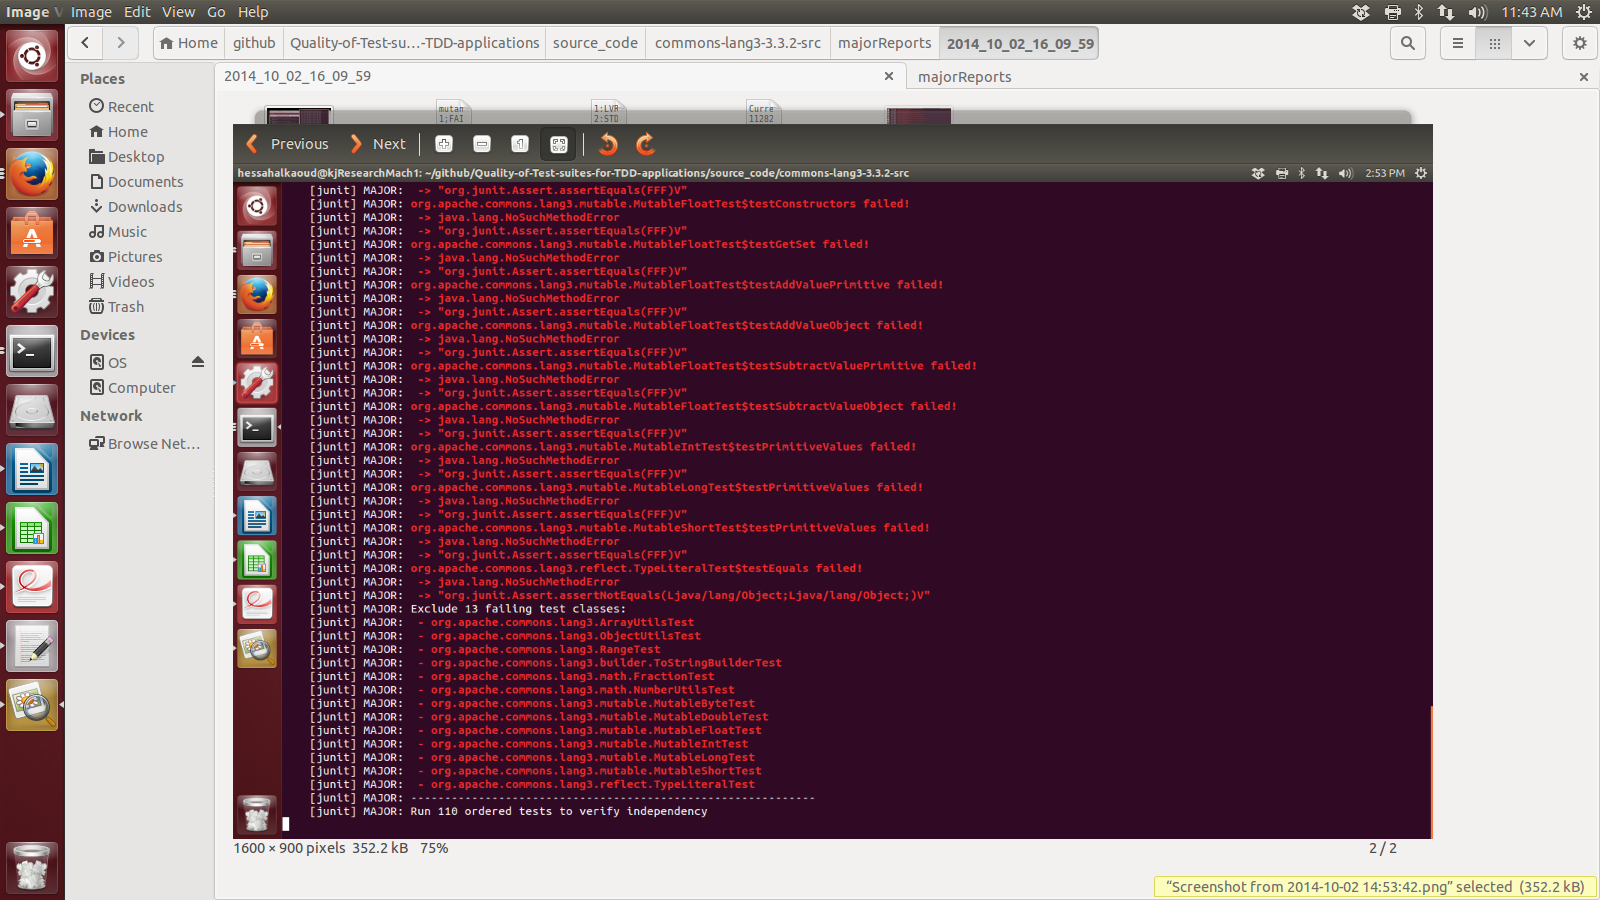 Image V Image Edit View Go Help 11:43 AM
Home github Quality-of-Test-su…-TDD-applications source_code commons-lang3-3.3.2-src majorReports 2014_10_02_16_09_59
Places
Recent
Home
Desktop
Documents
Downloads
Music
Pictures
Videos
Trash
Devices
OS
Computer
Network
Browse Net…
2014_10_02_16_09_59 majorReports
mutan 1:LVR Curre
1;FAI 2:STD 11282
Previous Next
hessahalkaoud@kjResearchMach1: ~/github/Quality-of-Test-suites-for-TDD-applications/source_code/commons-lang3-3.3.2-src 2:53 PM
[junit] MAJOR: -> "org.junit.Assert.assertEquals(FFF)V"
[junit] MAJOR: org.apache.commons.lang3.mutable.MutableFloatTest$testConstructors failed!
[junit] MAJOR: -> java.lang.NoSuchMethodError
[junit] MAJOR: -> "org.junit.Assert.assertEquals(FFF)V"
[junit] MAJOR: org.apache.commons.lang3.mutable.MutableFloatTest$testGetSet failed!
[junit] MAJOR: -> java.lang.NoSuchMethodError
[junit] MAJOR: -> "org.junit.Assert.assertEquals(FFF)V"
[junit] MAJOR: org.apache.commons.lang3.mutable.MutableFloatTest$testAddValuePrimitive failed!
[junit] MAJOR: -> java.lang.NoSuchMethodError
[junit] MAJOR: -> "org.junit.Assert.assertEquals(FFF)V"
[junit] MAJOR: org.apache.commons.lang3.mutable.MutableFloatTest$testAddValueObject failed!
[junit] MAJOR: -> java.lang.NoSuchMethodError
[junit] MAJOR: -> "org.junit.Assert.assertEquals(FFF)V"
[junit] MAJOR: org.apache.commons.lang3.mutable.MutableFloatTest$testSubtractValuePrimitive failed!
[junit] MAJOR: -> java.lang.NoSuchMethodError
[junit] MAJOR: -> "org.junit.Assert.assertEquals(FFF)V"
[junit] MAJOR: org.apache.commons.lang3.mutable.MutableFloatTest$testSubtractValueObject failed!
[junit] MAJOR: -> java.lang.NoSuchMethodError
[junit] MAJOR: -> "org.junit.Assert.assertEquals(FFF)V"
[junit] MAJOR: org.apache.commons.lang3.mutable.MutableIntTest$testPrimitiveValues failed!
[junit] MAJOR: -> java.lang.NoSuchMethodError
[junit] MAJOR: -> "org.junit.Assert.assertEquals(FFF)V"
[junit] MAJOR: org.apache.commons.lang3.mutable.MutableLongTest$testPrimitiveValues failed!
[junit] MAJOR: -> java.lang.NoSuchMethodError
[junit] MAJOR: -> "org.junit.Assert.assertEquals(FFF)V"
[junit] MAJOR: org.apache.commons.lang3.mutable.MutableShortTest$testPrimitiveValues failed!
[junit] MAJOR: -> java.lang.NoSuchMethodError
[junit] MAJOR: -> "org.junit.Assert.assertEquals(FFF)V"
[junit] MAJOR: org.apache.commons.lang3.reflect.TypeLiteralTest$testEquals failed!
[junit] MAJOR: -> java.lang.NoSuchMethodError
[junit] MAJOR: -> "org.junit.Assert.assertNotEquals(Ljava/lang/Object;Ljava/lang/Object;)V"
[junit] MAJOR: Exclude 13 failing test classes:
[junit] MAJOR: - org.apache.commons.lang3.ArrayUtilsTest
[junit] MAJOR: - org.apache.commons.lang3.ObjectUtilsTest
[junit] MAJOR: - org.apache.commons.lang3.RangeTest
[junit] MAJOR: - org.apache.commons.lang3.builder.ToStringBuilderTest
[junit] MAJOR: - org.apache.commons.lang3.math.FractionTest
[junit] MAJOR: - org.apache.commons.lang3.math.NumberUtilsTest
[junit] MAJOR: - org.apache.commons.lang3.mutable.MutableByteTest
[junit] MAJOR: - org.apache.commons.lang3.mutable.MutableDoubleTest
[junit] MAJOR: - org.apache.commons.lang3.mutable.MutableFloatTest
[junit] MAJOR: - org.apache.commons.lang3.mutable.MutableIntTest
[junit] MAJOR: - org.apache.commons.lang3.mutable.MutableLongTest
[junit] MAJOR: - org.apache.commons.lang3.mutable.MutableShortTest
[junit] MAJOR: - org.apache.commons.lang3.reflect.TypeLiteralTest
[junit] MAJOR: ------------------------------------------------------------
[junit] MAJOR: Run 110 ordered tests to verify independency
1600 × 900 pixels 352.2 kB 75% 2 / 2
“Screenshot from 2014-10-02 14:53:42.png” selected (352.2 kB)